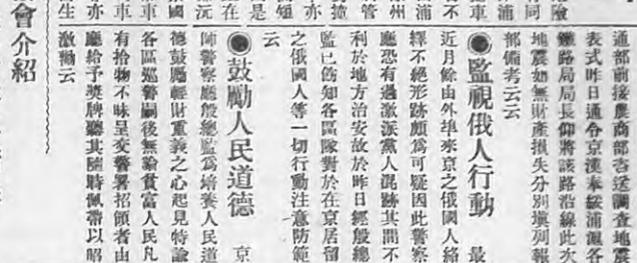 通部前接農商部咨送調查地震
表式昨日通令京漢奉綏浦滬各
鐵路局局長仰將該路沿線此次
地震如無財產損失分別塡列報
部備考云云
●監視俄人行動 最
近月餘由外埠來京之俄國人絡
繹不絕形跡頗爲可疑因此警察
廳恐有過激派黨人混跡其間不
利於地方治安故於昨日經殷總
監已飭知各區隊對於在京居留
之俄國人等一切行動注意防範
云
●鼓勵人民道德 京
師警察廳殷總監爲培養人民道
德鼓勵輕財重義之心起見特諭
各區巡警嗣後無論貧富人民凡
有拾物不昧呈交警署招領者由
廳給予獎牌聽其隨時佩帶以昭
激勵云
會介紹